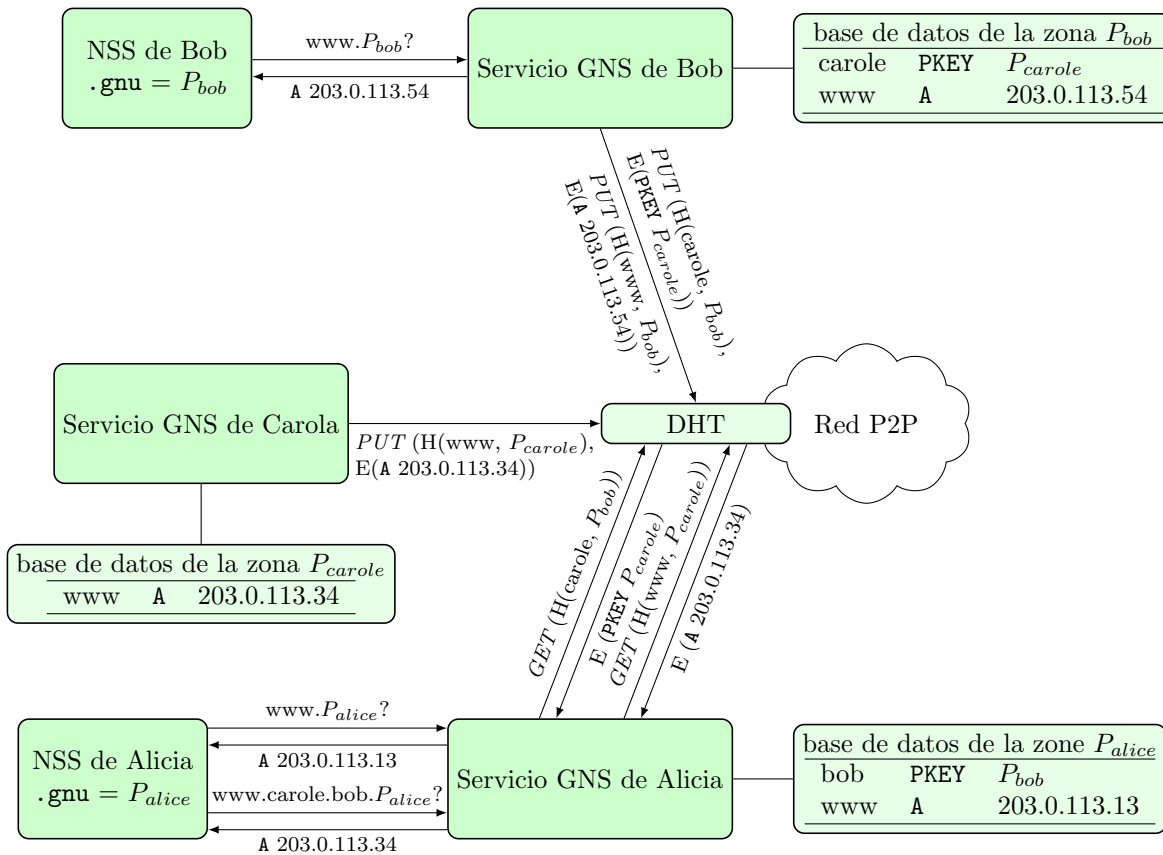 NSS de Bob
.gnu = P_bob
www.P_bob?
A 203.0.113.54
Servicio GNS de Bob
base de datos de la zona P_bob
carole PKEY P_carole
www A 203.0.113.54
PUT (H(carole, P_bob),
E(PKEY P_carole))
PUT (H(www, P_bob),
E(A 203.0.113.54))
Servicio GNS de Carola
PUT (H(www, P_carole),
E(A 203.0.113.34))
DHT
Red P2P
base de datos de la zona P_carole
www A 203.0.113.34
GET (H(carole, P_bob))
E (PKEY P_carole)
GET (H(www, P_carole))
E (A 203.0.113.34)
NSS de Alicia
.gnu = P_alice
www.P_alice?
A 203.0.113.13
www.carole.bob.P_alice?
A 203.0.113.34
Servicio GNS de Alicia
base de datos de la zone P_alice
bob PKEY P_bob
www A 203.0.113.13